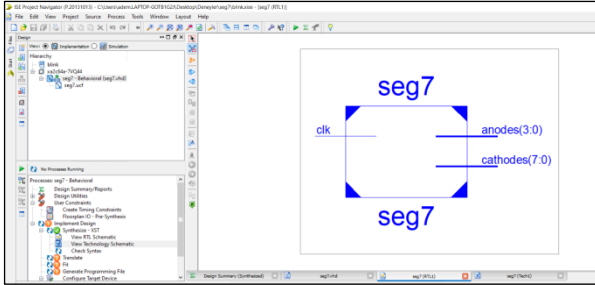 ISE Project Navigator (P.20131013) - C:\Users\adem.LAPTOP-GOTB1G2I\Desktop\Deneyler\seg7\blink.xise - [seg7 (RTL1)]
File Edit View Project Source Process Tools Window Layout Help
Design
View: Implementation Simulation
Hierarchy
blink
xa2c64a-7VQ44
seg7 - Behavioral (seg7.vhd)
seg7.ucf
No Processes Running
Processes: seg7 - Behavioral
Design Summary/Reports
Design Utilities
User Constraints
Create Timing Constraints
Floorplan IO - Pre-Synthesis
Implement Design
Synthesize - XST
View RTL Schematic
View Technology Schematic
Check Syntax
Translate
Fit
Generate Programming File
Configure Target Device
seg7
clk
anodes(3:0)
cathodes(7:0)
seg7
Design Summary (Synthesized)
seg7.vhd
seg7 (RTL1)
seg7 (Tech1)